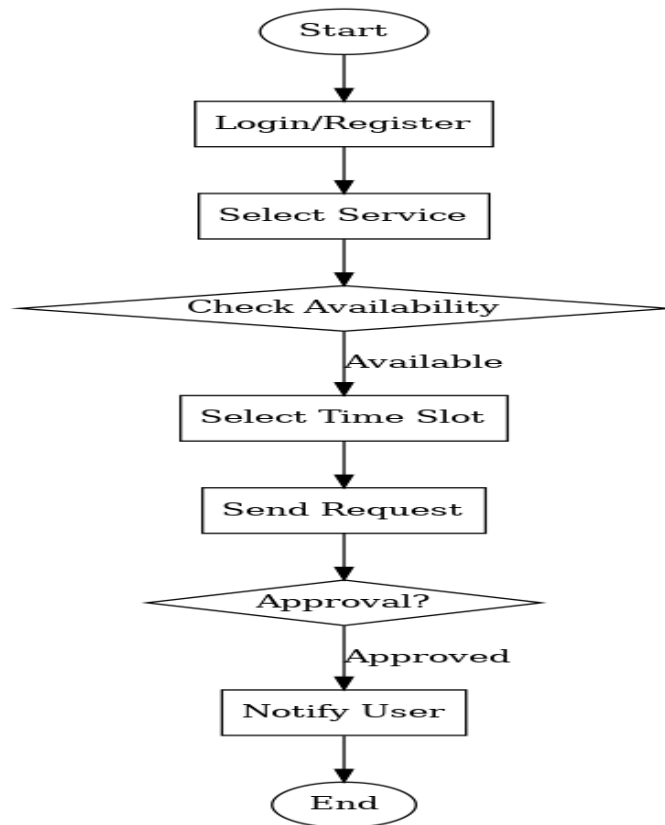 Start
Login/Register
Select Service
Check Availability
Available
Select Time Slot
Send Request
Approval?
Approved
Notify User
End